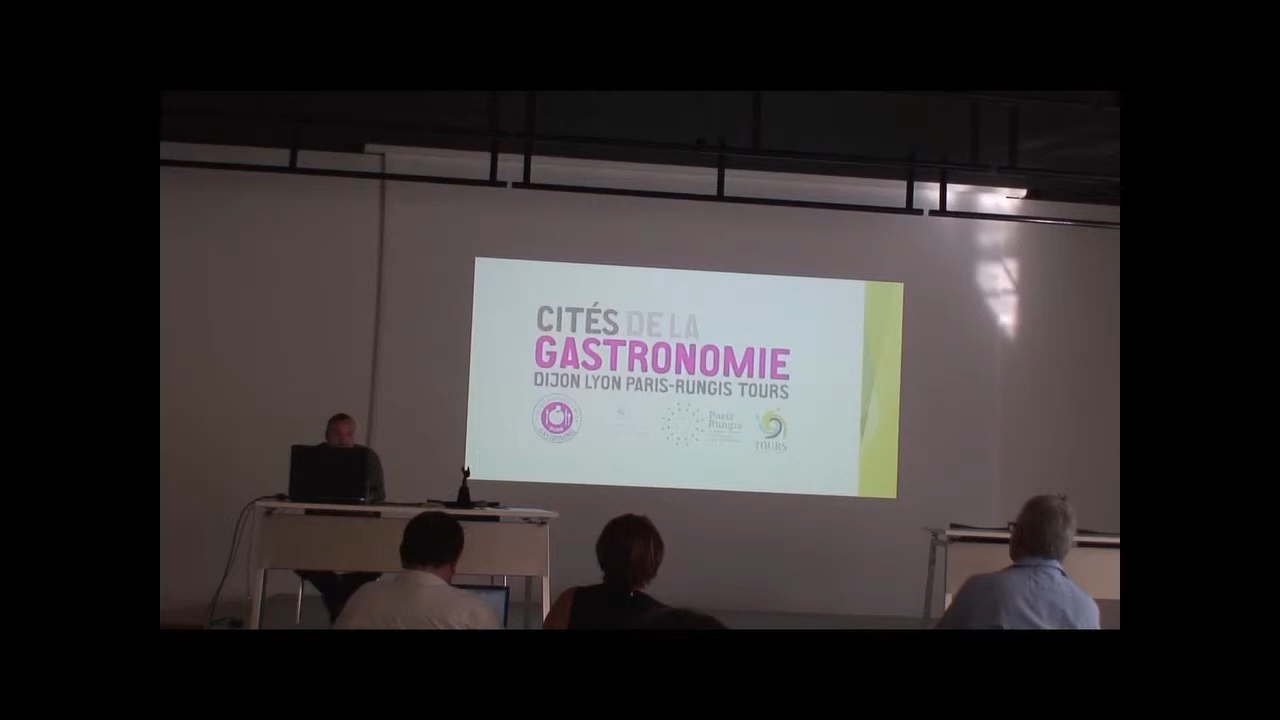 CITÉS DE LA
GASTRONOMIE
DIJON LYON PARIS-RUNGIS TOURS
Paris
Rungis
TOURS